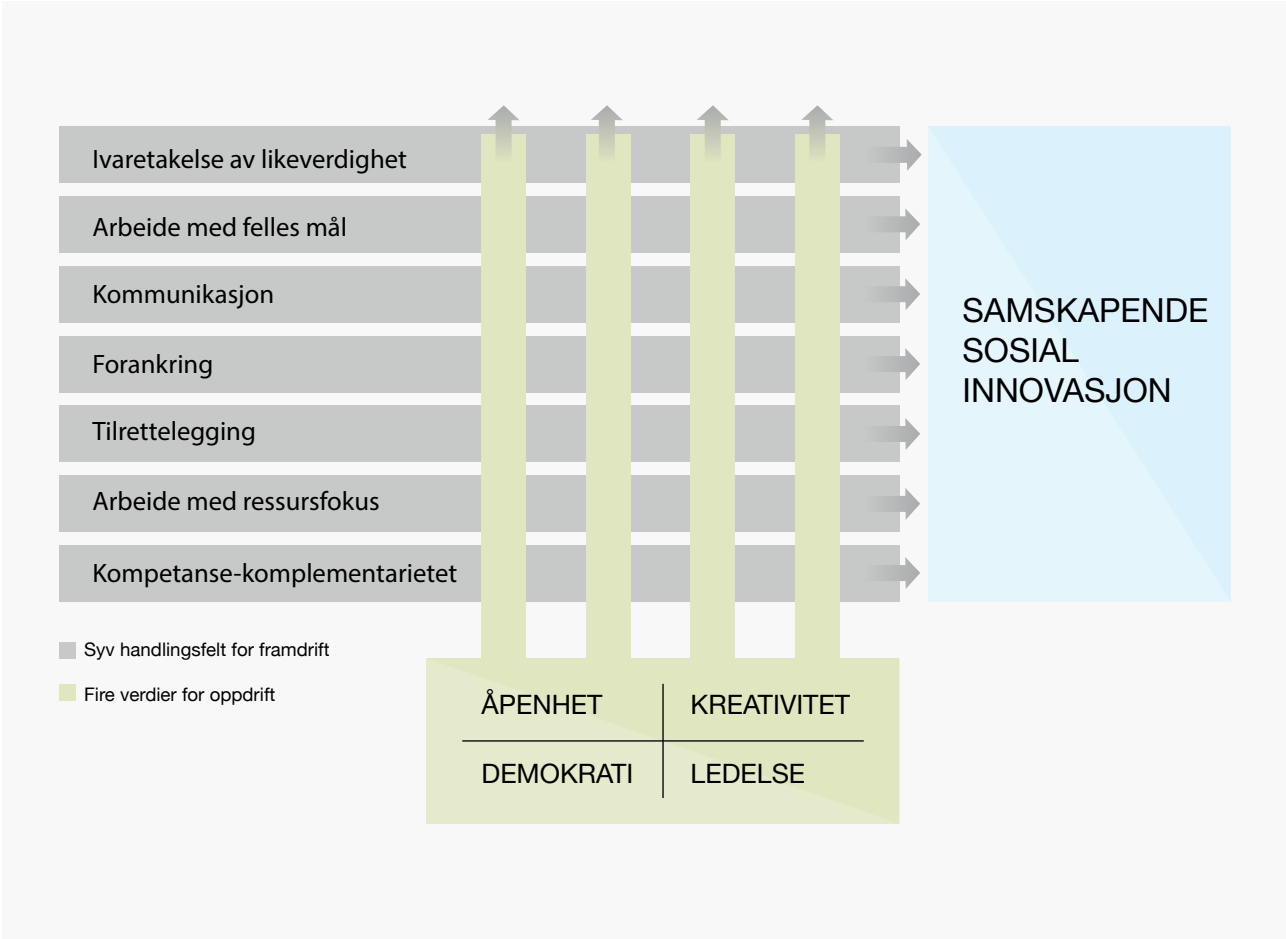 Ivaretakelse av likeverdighet
Arbeide med felles mål
Kommunikasjon
Forankring
Tilrettelegging
Arbeide med ressursfokus
Kompetanse-komplementarietet
SAMSKAPENDE
SOSIAL
INNOVASJON
Syv handlingsfelt for framdrift
Fire verdier for oppdrift
ÅPENHET
KREATIVITET
DEMOKRATI
LEDELSE